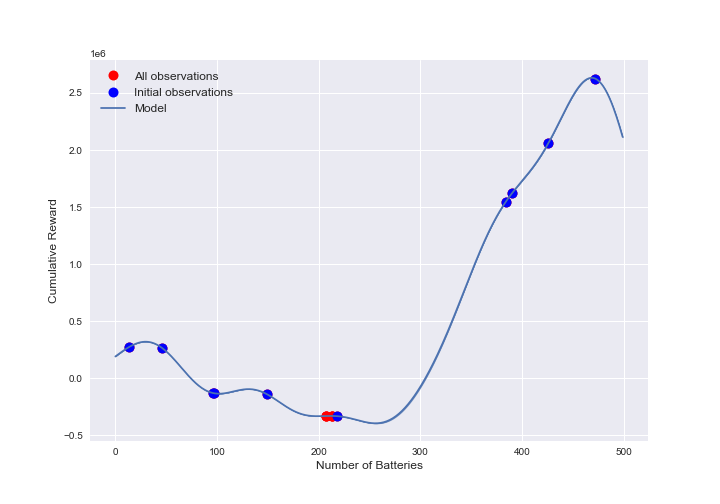 1e6
All observations
Initial observations
Model
2.5
2.0
1.5
1.0
0.5
0.0
−0.5
Cumulative Reward
0 100 200 300 400 500
Number of Batteries